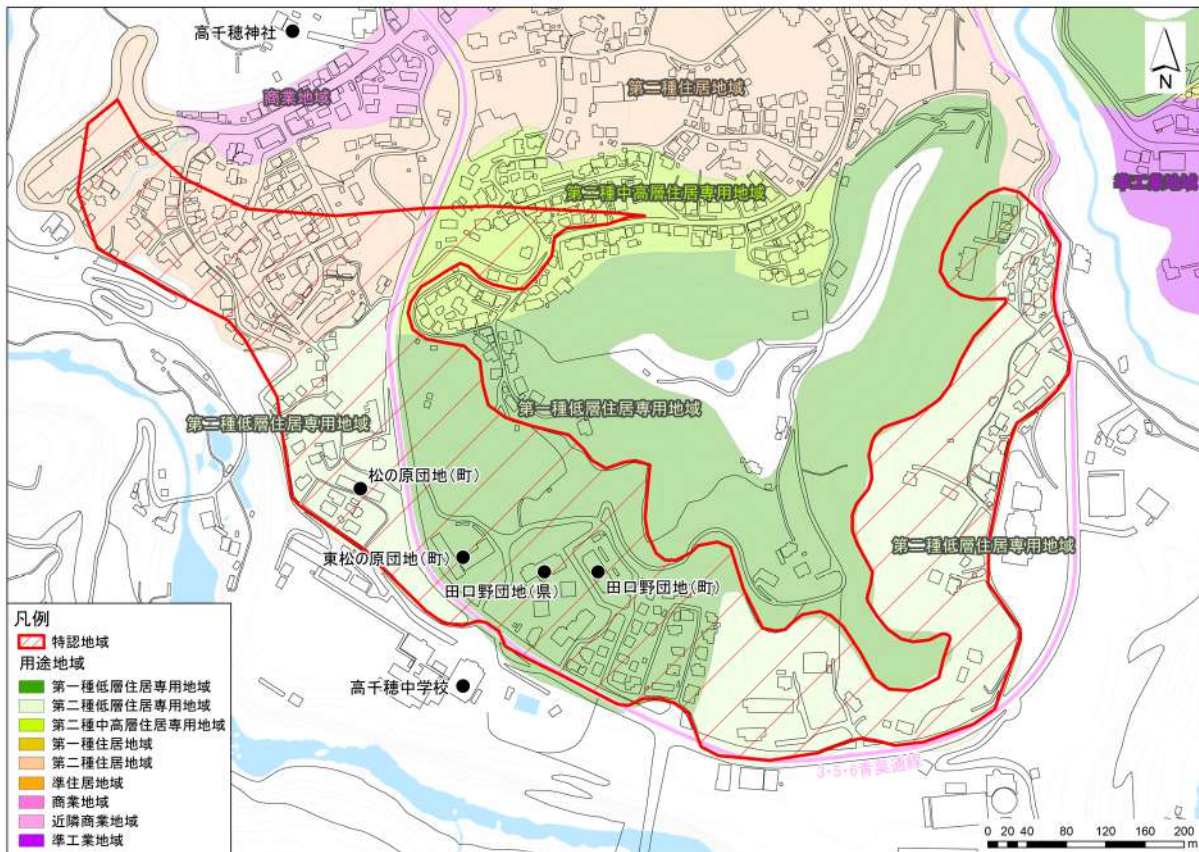 高千穂神社
N
商業地域
第二種住居地域
第二種中高層住居専用地域
準工業地域
第一種低層住居専用地域
第二種低層住居専用地域
松の原団地(町)
東松の原団地(町)
田口野団地(県)
田口野団地(町)
第二種低層住居専用地域
高千穂中学校
3・5・6青葉通線
凡例
特認地域
用途地域
第一種低層住居専用地域
第二種低層住居専用地域
第二種中高層住居専用地域
第一種住居地域
第二種住居地域
準住居地域
商業地域
近隣商業地域
準工業地域
0 20 40 80 120 160 200
m